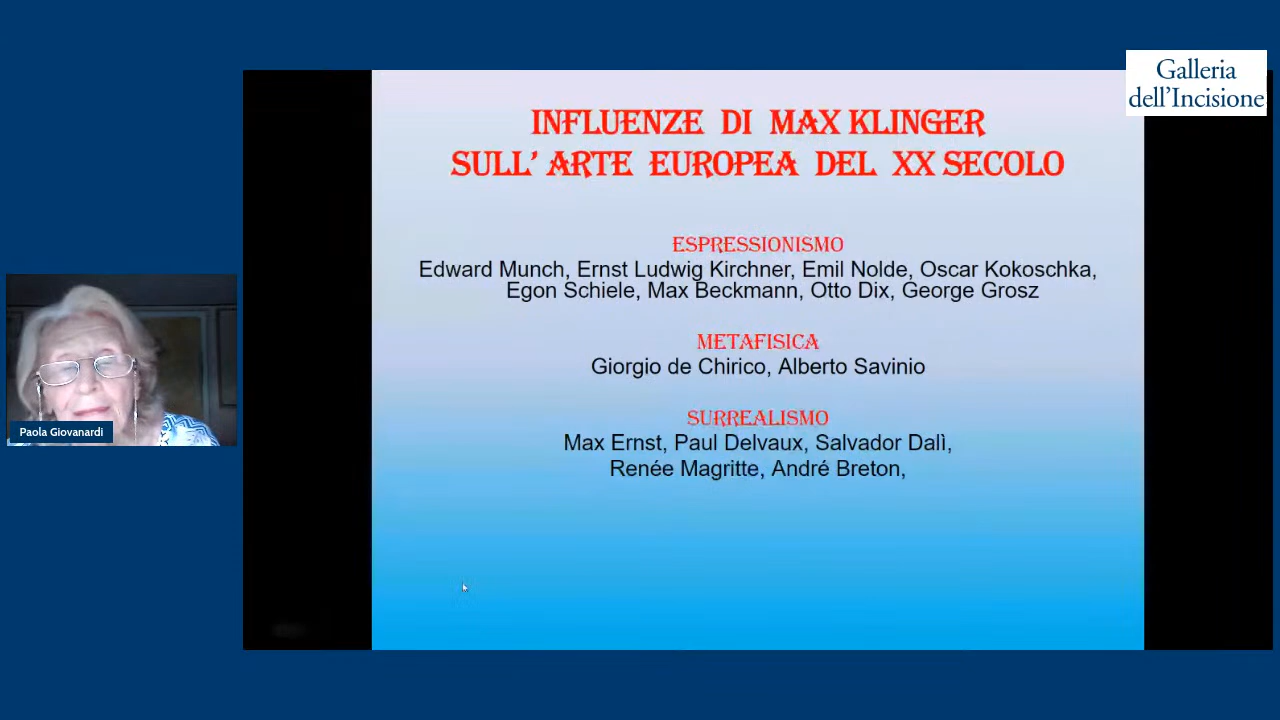 Galleria
dell'Incisione
INFLUENZE DI MAX KLINGER
SULL' ARTE EUROPEA DEL XX SECOLO
ESPRESSIONISMO
Edward Munch, Ernst Ludwig Kirchner, Emil Nolde, Oscar Kokoschka,
Egon Schiele, Max Beckmann, Otto Dix, George Grosz
METAFISICA
Giorgio de Chirico, Alberto Savinio
SURREALISMO
Max Ernst, Paul Delvaux, Salvador Dalì,
Renée Magritte, André Breton,
Paola Giovanardi